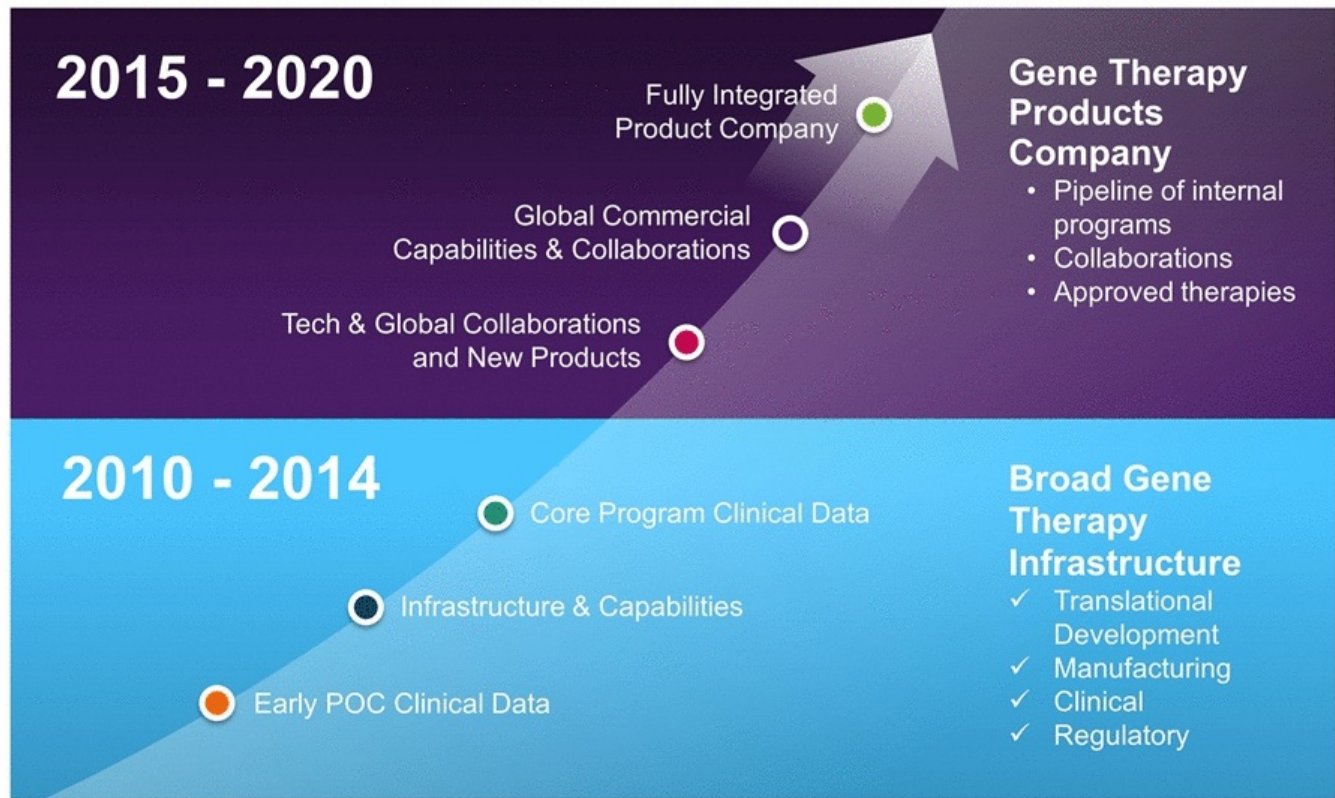 2015 - 2020
Fully Integrated
Product Company
Global Commercial
Capabilities & Collaborations
Tech & Global Collaborations
and New Products
Gene Therapy
Products
Company
• Pipeline of internal
programs
• Collaborations
• Approved therapies
2010 - 2014
Core Program Clinical Data
Infrastructure & Capabilities
Early POC Clinical Data
Broad Gene
Therapy
Infrastructure
✓ Translational
Development
✓ Manufacturing
✓ Clinical
✓ Regulatory